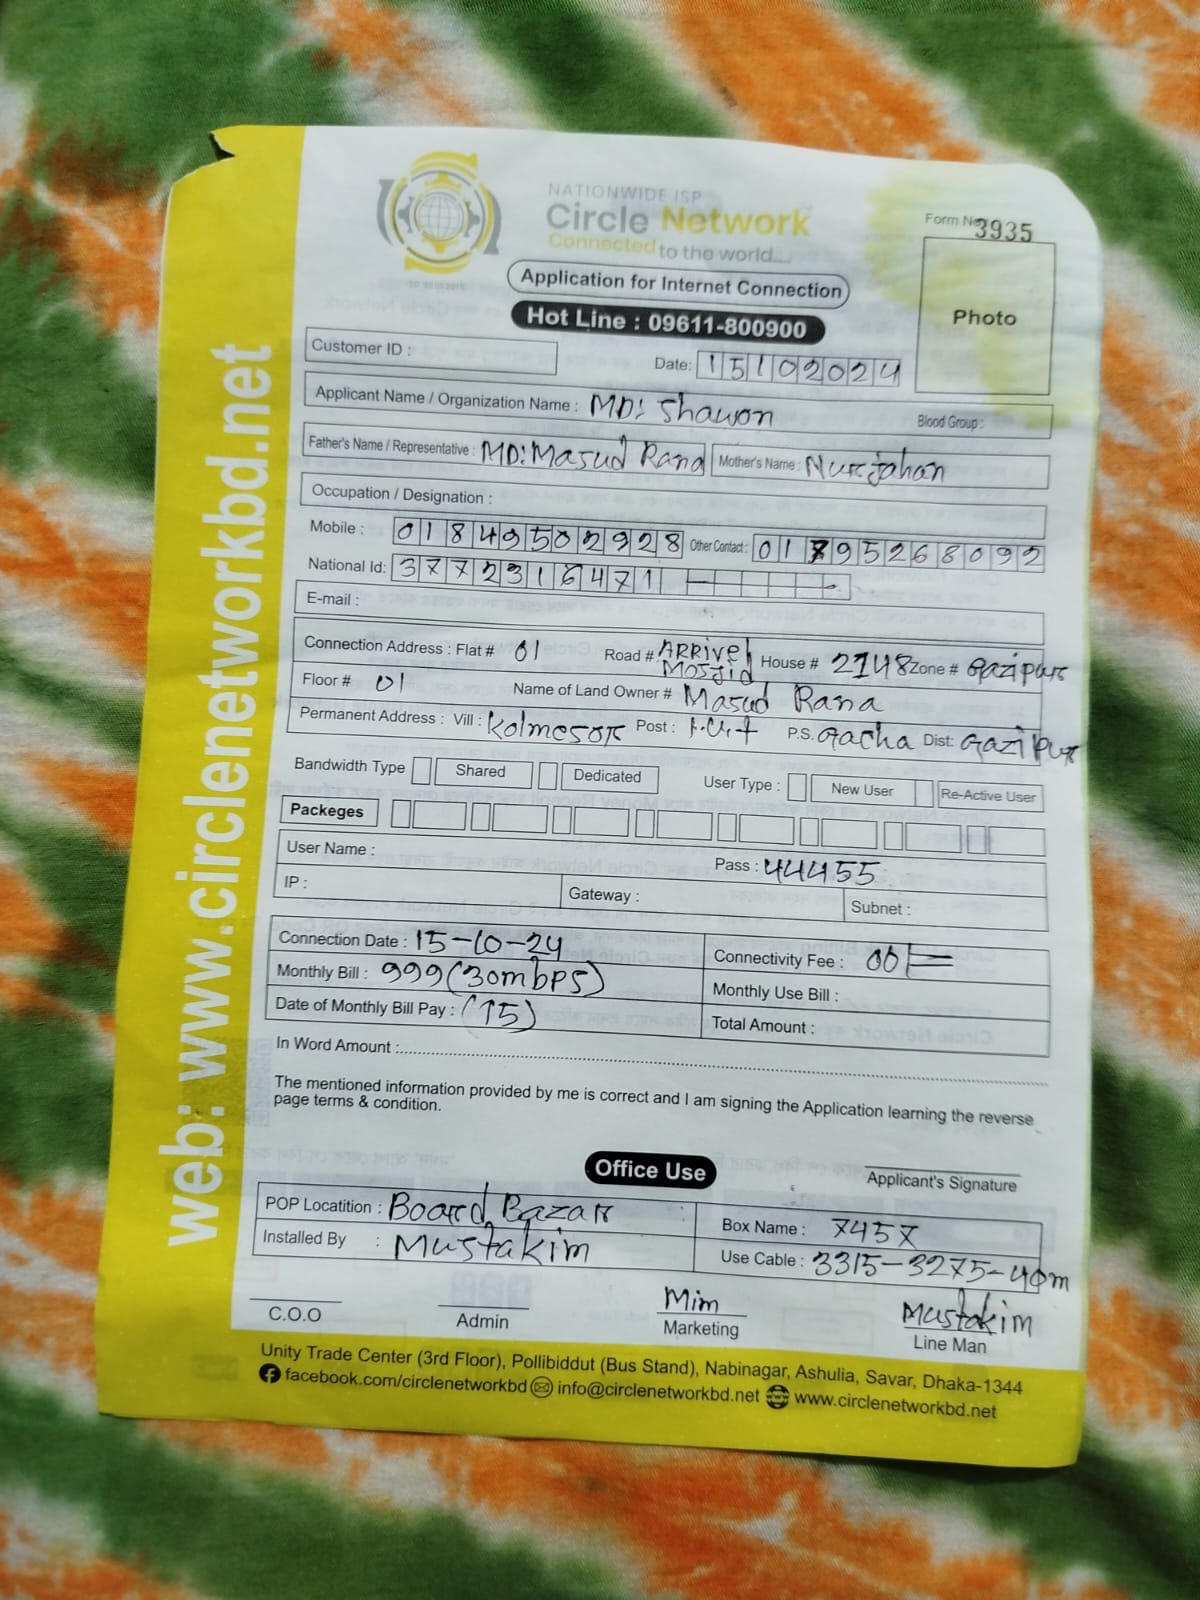 NATIONWIDE ISP
Circle Network
Connected to the world....
Form No 3935
Application for Internet Connection
Hot Line : 09611-800900
Photo
Customer ID :
Date: 15102024
Applicant Name / Organization Name : MD: Shawon Blood Group :
Father's Name / Representative : MD: Masud Rana Mother's Name : Nurjahan
Occupation / Designation :
Mobile : 01849502928 Other Contact : 01795268092
National Id: 3772316471
E-mail :
Connection Address : Flat # 01 Road # ARRive Mosjid House # 2148 Zone # Gazipur
Floor # 01 Name of Land Owner # Masud Rana
Permanent Address : Vill : Kolmesor Post : P.S. Gacha Dist: Gazipur
Bandwidth Type Shared Dedicated User Type : New User Re-Active User
Packeges
User Name : Pass : 44455
IP : Gateway : Subnet :
Connection Date : 15-10-24 Connectivity Fee : 00/=
Monthly Bill : 999(30mbps) Monthly Use Bill :
Date of Monthly Bill Pay : (15) Total Amount :
In Word Amount :
The mentioned information provided by me is correct and I am signing the Application learning the reverse
page terms & condition.
Applicant's Signature
Office Use
POP Locatition : Board Bazar Box Name : 7457
Installed By : Mustakim Use Cable : 3315-3275-40m
Mim Mustakim
C.O.O Admin Marketing Line Man
Unity Trade Center (3rd Floor), Pollibiddut (Bus Stand), Nabinagar, Ashulia, Savar, Dhaka-1344
facebook.com/circlenetworkbd info@circlenetworkbd.net www.circlenetworkbd.net
web: www.circlenetworkbd.net